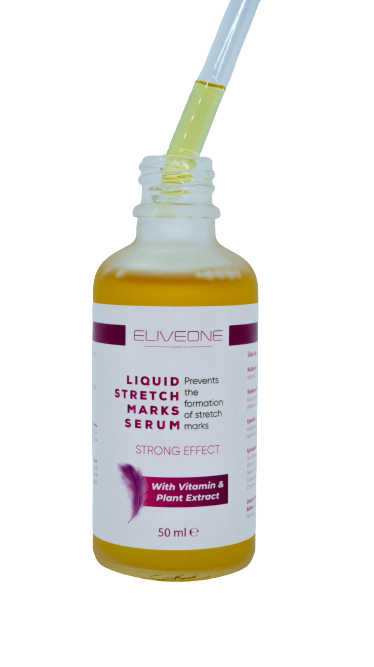 ELIVEONE
LIQUID
STRETCH
MARKS
SERUM
Prevents
the
formation
of stretch
marks
STRONG EFFECT
With Vitamin &
Plant Extract
50 ml ℮